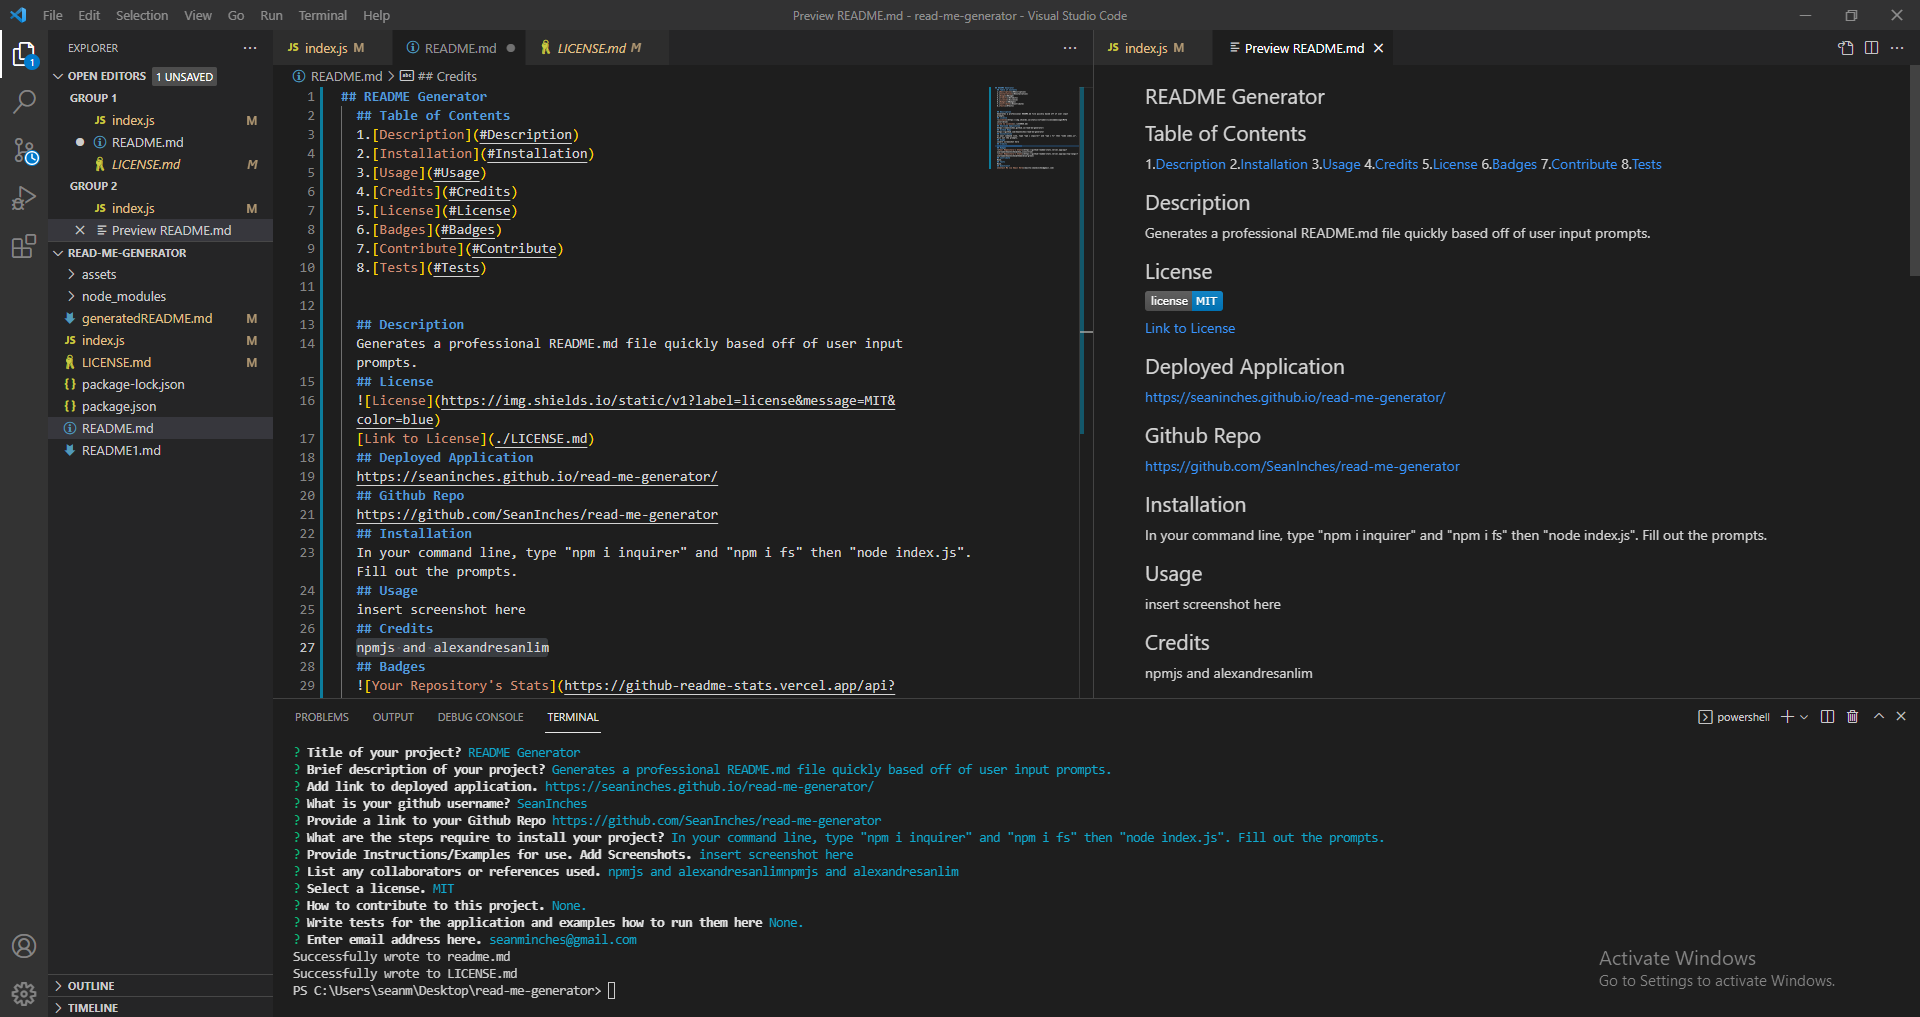 File Edit Selection View Go Run Terminal Help
Preview README.md - read-me-generator - Visual Studio Code
EXPLORER
OPEN EDITORS 1 UNSAVED
GROUP 1
JS index.js M
README.md
LICENSE.md M
GROUP 2
JS index.js M
Preview README.md
READ-ME-GENERATOR
assets
node_modules
generatedREADME.md M
JS index.js M
LICENSE.md M
{} package-lock.json
{} package.json
README.md
README1.md
OUTLINE
TIMELINE
1
JS index.js M README.md LICENSE.md M
README.md > ## Credits
1 ## README Generator
2 ## Table of Contents
3 1.[Description](#Description)
4 2.[Installation](#Installation)
5 3.[Usage](#Usage)
6 4.[Credits](#Credits)
7 5.[License](#License)
8 6.[Badges](#Badges)
9 7.[Contribute](#Contribute)
10 8.[Tests](#Tests)
11
12
13 ## Description
14 Generates a professional README.md file quickly based off of user input
prompts.
15 ## License
16 ![License](https://img.shields.io/static/v1?label=license&message=MIT&
color=blue)
17 [Link to License](./LICENSE.md)
18 ## Deployed Application
19 https://seaninches.github.io/read-me-generator/
20 ## Github Repo
21 https://github.com/SeanInches/read-me-generator
22 ## Installation
23 In your command line, type "npm i inquirer" and "npm i fs" then "node index.js".
Fill out the prompts.
24 ## Usage
25 insert screenshot here
26 ## Credits
27 npmjs and alexandresanlim
28 ## Badges
29 ![Your Repository's Stats](https://github-readme-stats.vercel.app/api?
JS index.js M Preview README.md
README Generator
Table of Contents
1.Description 2.Installation 3.Usage 4.Credits 5.License 6.Badges 7.Contribute 8.Tests
Description
Generates a professional README.md file quickly based off of user input prompts.
License
license MIT
Link to License
Deployed Application
https://seaninches.github.io/read-me-generator/
Github Repo
https://github.com/SeanInches/read-me-generator
Installation
In your command line, type "npm i inquirer" and "npm i fs" then "node index.js". Fill out the prompts.
Usage
insert screenshot here
Credits
npmjs and alexandresanlim
PROBLEMS OUTPUT DEBUG CONSOLE TERMINAL
powershell
? Title of your project? README Generator
? Brief description of your project? Generates a professional README.md file quickly based off of user input prompts.
? Add link to deployed application. https://seaninches.github.io/read-me-generator/
? What is your github username? SeanInches
? Provide a link to your Github Repo https://github.com/SeanInches/read-me-generator
? What are the steps require to install your project? In your command line, type "npm i inquirer" and "npm i fs" then "node index.js". Fill out the prompts.
? Provide Instructions/Examples for use. Add Screenshots. insert screenshot here
? List any collaborators or references used. npmjs and alexandresanlimnpmjs and alexandresanlim
? Select a license. MIT
? How to contribute to this project. None.
? Write tests for the application and examples how to run them here None.
? Enter email address here. seanminches@gmail.com
Successfully wrote to readme.md
Successfully wrote to LICENSE.md
PS C:\Users\seanm\Desktop\read-me-generator>
Activate Windows
Go to Settings to activate Windows.